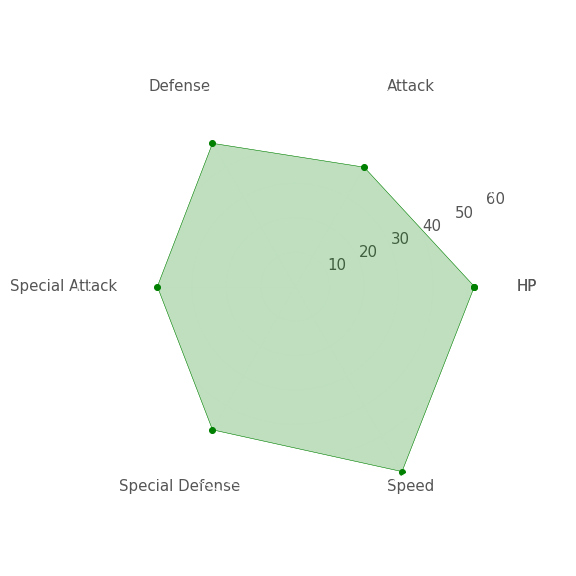 Defense
Attack
60
50
40
30
20
10
Special Attack
HP
Special Defense
Speed